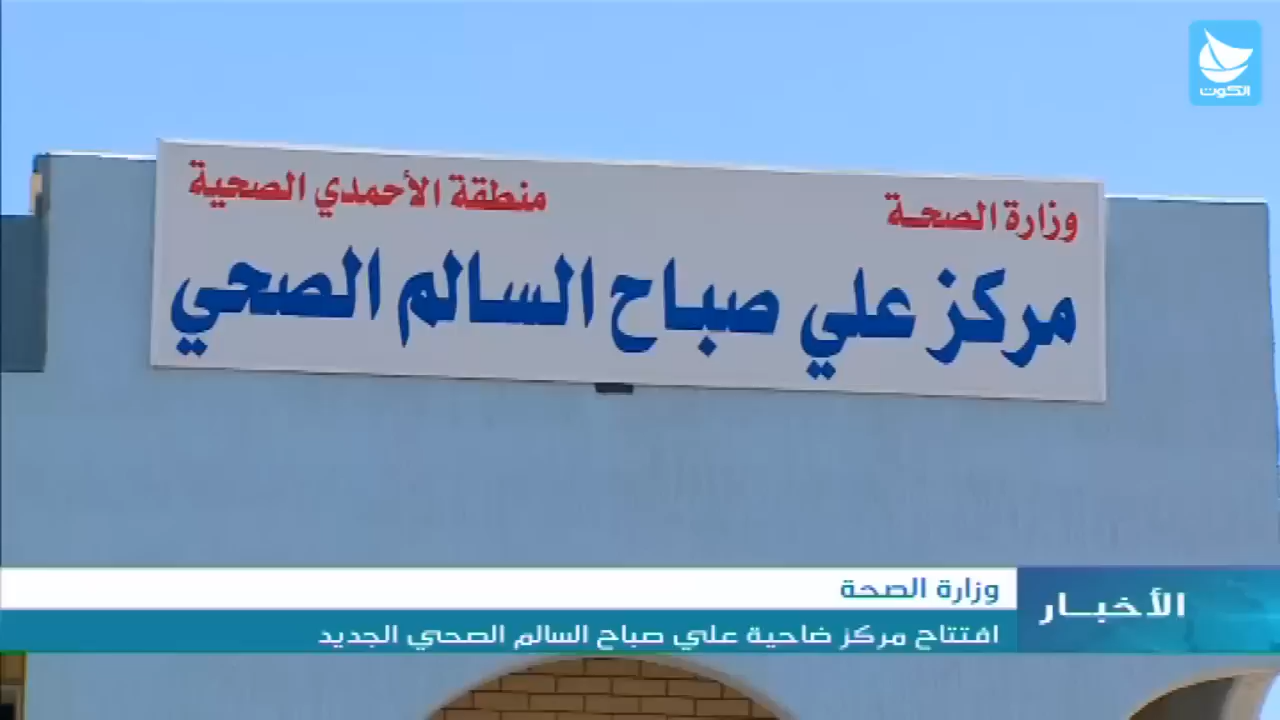 الكوت
وزارة الصحة
منطقة الأحمدي الصحية
مركز علي صباح السالم الصحي
وزارة الصحة
الأخبار
افتتاح مركز ضاحية علي صباح السالم الصحي الجديد